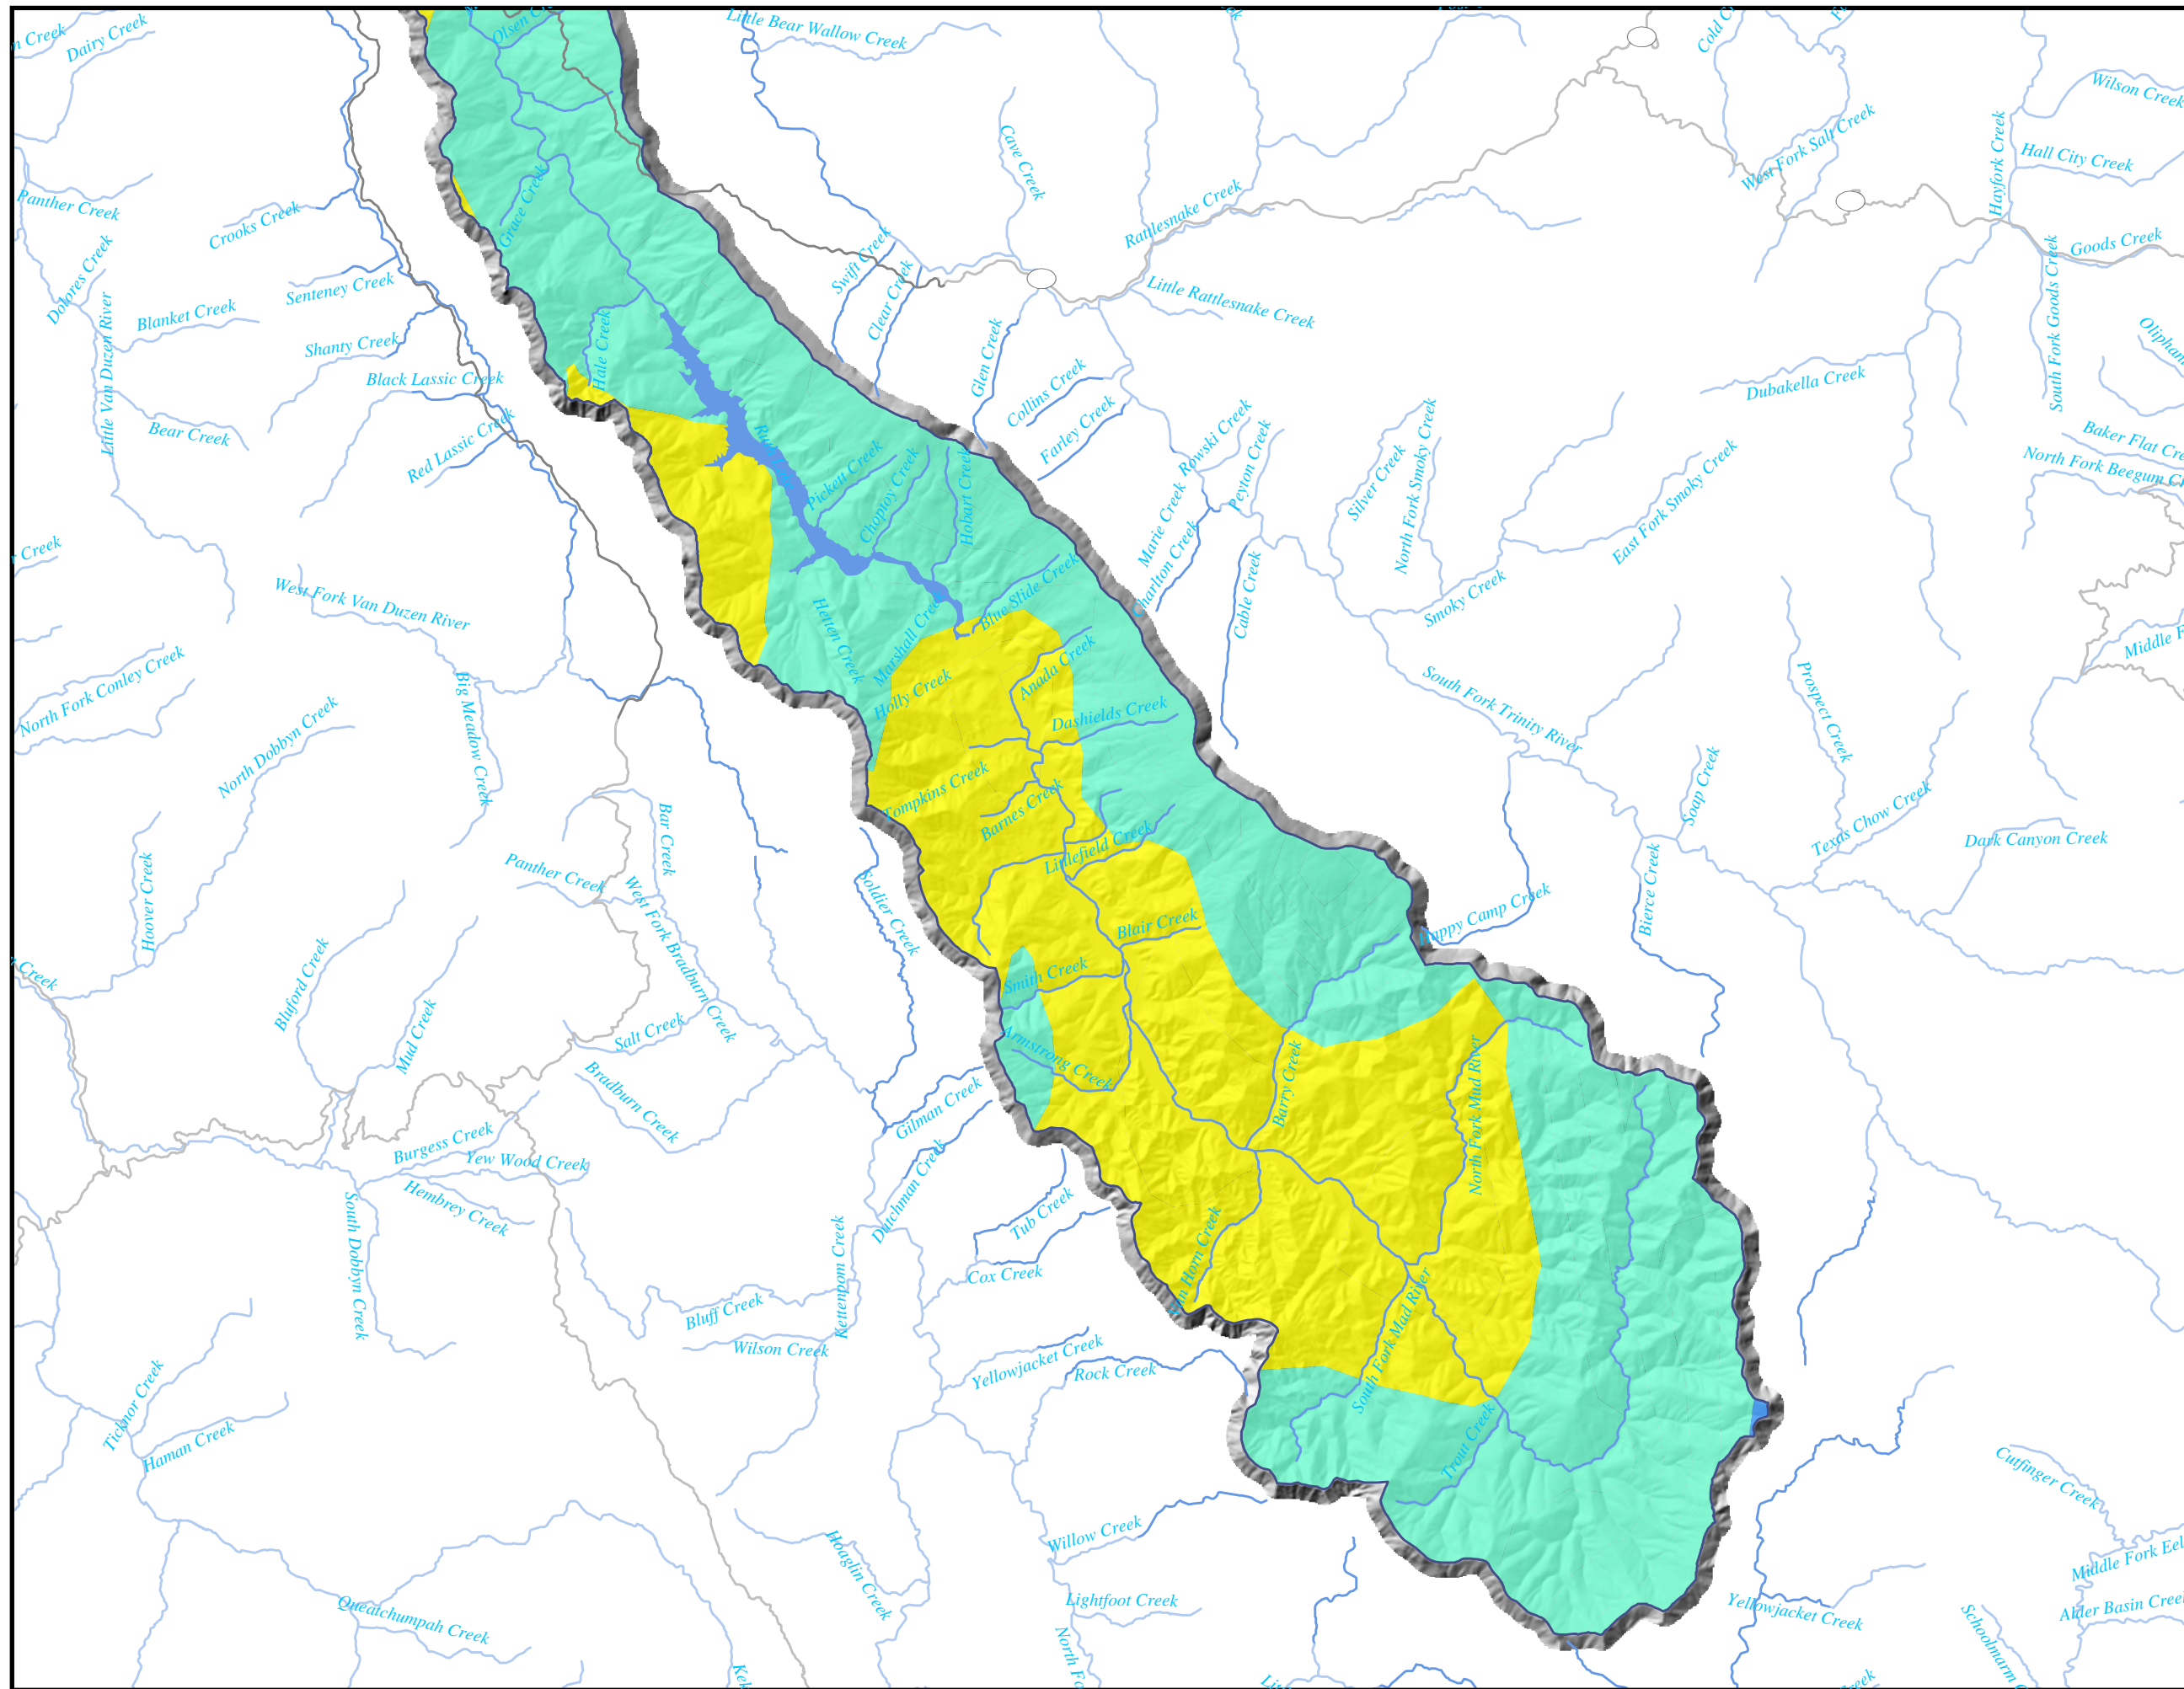 Dairy Creek
Little Bear Wallow Creek
Wilson Creek
West Fork Salt Creek
Hayfork Creek
Hall City Creek
Cave Creek
Panther Creek
Crooks Creek
Grace Creek
Rattlesnake Creek
Goods Creek
Dolores Creek
Swift Creek
Clear Creek
Senteney Creek
Little Rattlesnake Creek
South Fork Goods Creek
Blanket Creek
Little Van Duzen River
Shanty Creek
Hale Creek
Glen Creek
Black Lassic Creek
Collins Creek
Dubakella Creek
Bear Creek
Red Lassic Creek
Farley Creek
Rowski Creek
Peyton Creek
Silver Creek
North Fork Smoky Creek
East Fork Smoky Creek
Baker Flat Cre
North Fork Beegum C
Pickett Creek
Choptoy Creek
Hobart Creek
Marie Creek
Charlton Creek
Cable Creek
Smoky Creek
r Creek
West Fork Van Duzen River
Hetten Creek
Marshall Creek
Blue Slide Creek
Anada Creek
Holly Creek
Dashields Creek
South Fork Trinity River
Prospect Creek
Middle F
North Fork Conley Creek
Big Meadow Creek
North Dobbyn Creek
Tompkins Creek
Barnes Creek
Littlefield Creek
Soap Creek
Texas Chow Creek
Dark Canyon Creek
Bar Creek
Panther Creek
Hoover Creek
Soldier Creek
West Fork Bradburn Creek
Blair Creek
Happy Camp Creek
Bierce Creek
Smith Creek
Bluford Creek
Mud Creek
Salt Creek
Armstrong Creek
Barry Creek
North Fork Mud River
Bradburn Creek
Gilman Creek
Burgess Creek
Yew Wood Creek
Hembrey Creek
Dutchman Creek
Tub Creek
South Dobbyn Creek
Kettenpom Creek
Cox Creek
Van Horn Creek
South Fork Mad River
Bluff Creek
Wilson Creek
Yellowjacket Creek
Rock Creek
Ticknor Creek
Haman Creek
Trout Creek
Cutfinger Creek
Willow Creek
Hoaglin Creek
Middle Fork Eel
Lightfoot Creek
Yellowjacket Creek
Alder Basin Cree
Queatchumpah Creek
Schoolmarm C
North Fo
Kek